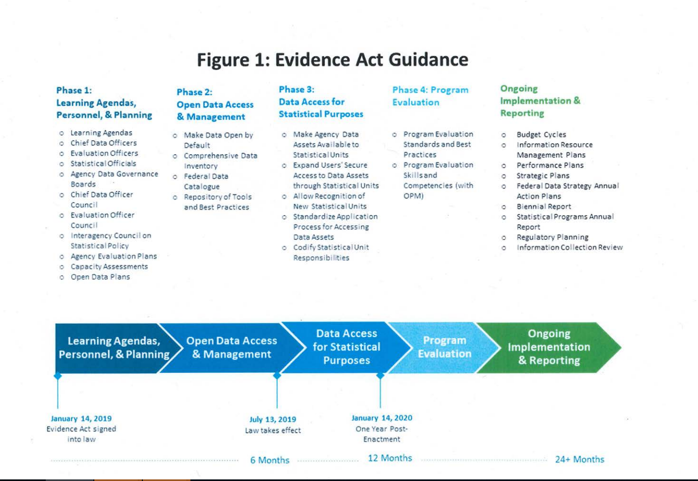 Figure 1: Evidence Act Guidance
Phase 1:
Learning Agendas,
Personnel, & Planning
o Learning Agendas
o Chief Data Officers
o Evaluation Officers
o Statistical Officials
o Agency Data Governance
Boards
o Chief Data Officer
Council
o Evaluation Officer
Council
o Interagency Council on
Statistical Policy
o Agency Evaluation Plans
o Capacity Assessments
o Open Data Plans
Phase 2:
Open Data Access
& Management
o Make Data Open by
Default
o Comprehensive Data
Inventory
o Federal Data
Catalogue
o Repository of Tools
and Best Practices
Phase 3:
Data Access for
Statistical Purposes
o Make Agency Data
Assets Available to
Statistical Units
o Expand Users' Secure
Access to Data Assets
through Statistical Units
o Allow Recognition of
New Statistical Units
o Standardize Application
Process for Accessing
Data Assets
o Codify Statistical Unit
Responsibilities
Phase 4: Program
Evaluation
o Program Evaluation
Standards and Best
Practices
o Program Evaluation
Skills and
Competencies (with
OPM)
Ongoing
Implementation &
Reporting
o Budget Cycles
o Information Resource
Management Plans
o Performance Plans
o Strategic Plans
o Federal Data Strategy Annual
Action Plans
o Biennial Report
o Statistical Programs Annual
Report
o Regulatory Planning
o Information Collection Review
Learning Agendas,
Personnel, & Planning
Open Data Access
& Management
Data Access
for Statistical
Purposes
Program
Evaluation
Ongoing
Implementation
& Reporting
January 14, 2019
Evidence Act signed
into law
July 13, 2019
Law takes effect
January 14, 2020
One Year Post-
Enactment
6 Months
12 Months
24+ Months